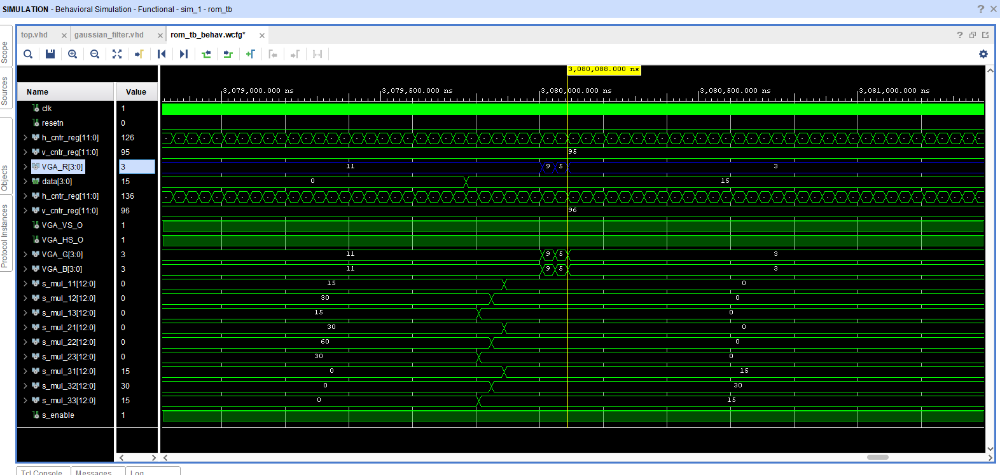 SIMULATION - Behavioral Simulation - Functional - sim_1 - rom_tb
top.vhd gaussian_filter.vhd rom_tb_behav.wcfg*
Scope
Sources
Objects
Protocol Instances
3,080,088.000 ns
Name Value
3,079,000.000 ns 3,079,500.000 ns 3,080,000.000 ns 3,080,500.000 ns 3,081,000.000 ns
clk 1
resetn 0
h_cntr_reg[11:0] 126
v_cntr_reg[11:0] 95 95
VGA_R[3:0] 3 11 9 5 3
data[3:0] 15 0 15
h_cntr_reg[11:0] 136
v_cntr_reg[11:0] 96 96
VGA_VS_O 1
VGA_HS_O 1
VGA_G[3:0] 3 11 9 5 3
VGA_B[3:0] 3 11 9 5 3
s_mul_11[12:0] 0 15 0
s_mul_12[12:0] 0 30 0
s_mul_13[12:0] 0 15 0
s_mul_21[12:0] 0 30 0
s_mul_22[12:0] 0 60 0
s_mul_23[12:0] 0 30 0
s_mul_31[12:0] 15 0 15
s_mul_32[12:0] 30 0 30
s_mul_33[12:0] 15 0 15
s_enable 1
Tcl Console Messages Log